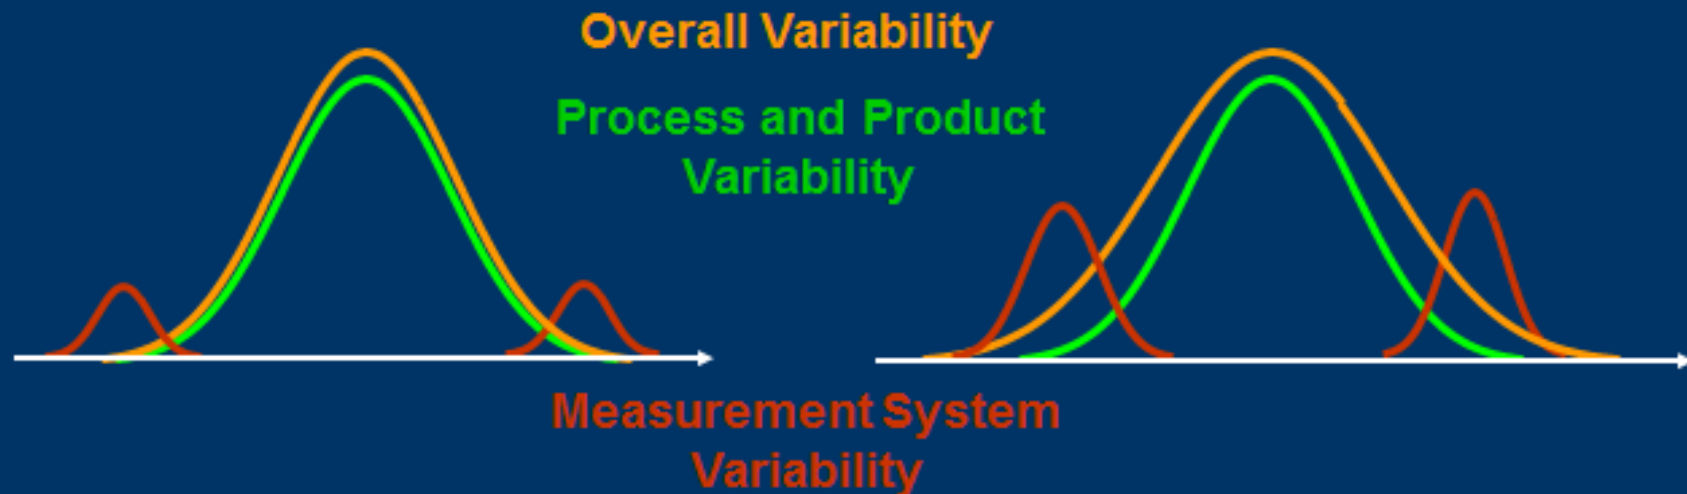 Overall Variability
Process and Product
Variability
Measurement System
Variability